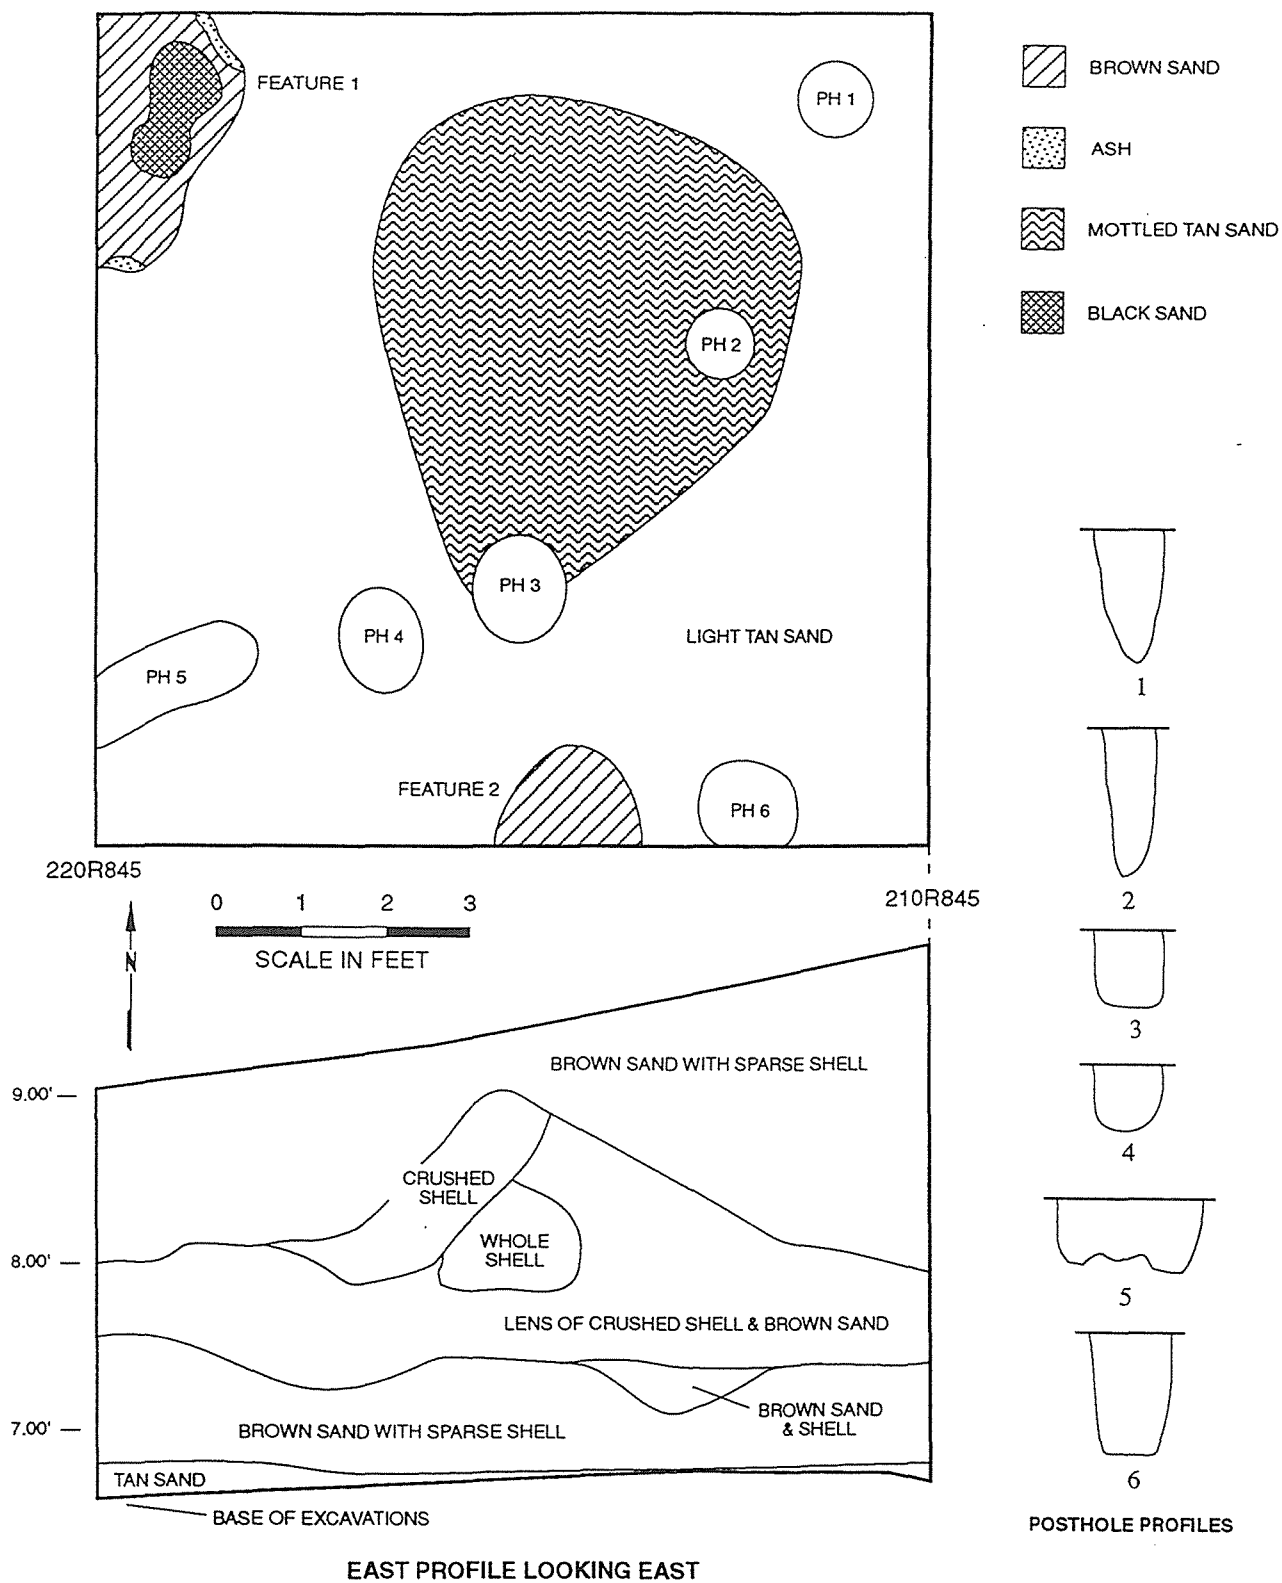 FEATURE 1
PH 1
PH 2
PH 3
PH 4
PH 5
LIGHT TAN SAND
FEATURE 2
PH 6
BROWN SAND
ASH
MOTTLED TAN SAND
BLACK SAND
220R845
210R845
N
0 1 2 3
SCALE IN FEET
9.00'
8.00'
7.00'
BROWN SAND WITH SPARSE SHELL
CRUSHED
SHELL
WHOLE
SHELL
LENS OF CRUSHED SHELL & BROWN SAND
BROWN SAND
& SHELL
BROWN SAND WITH SPARSE SHELL
TAN SAND
BASE OF EXCAVATIONS
EAST PROFILE LOOKING EAST
1
2
3
4
5
6
POSTHOLE PROFILES